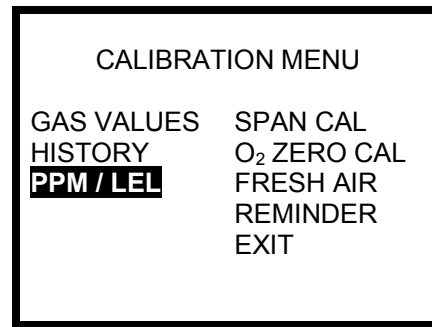 CALIBRATION MENU
GAS VALUES
HISTORY
PPM / LEL
SPAN CAL
O₂ ZERO CAL
FRESH AIR
REMINDER
EXIT